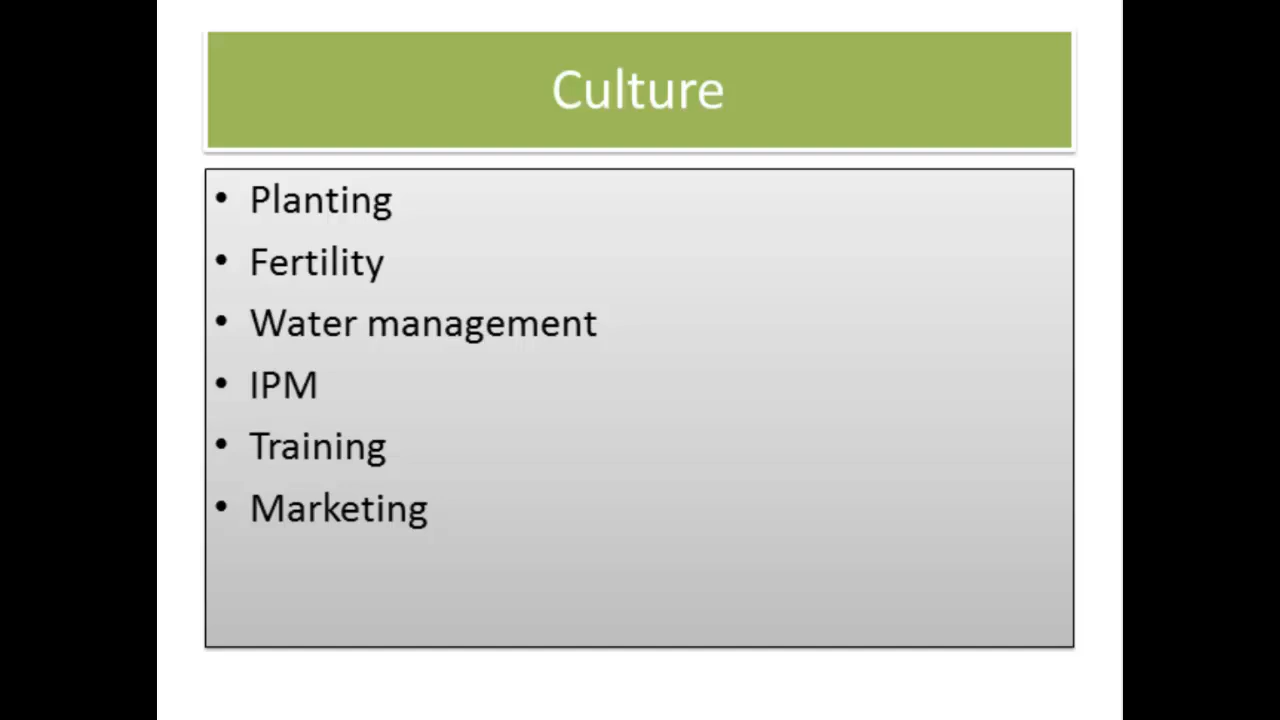 Culture
• Planting
• Fertility
• Water management
• IPM
• Training
• Marketing